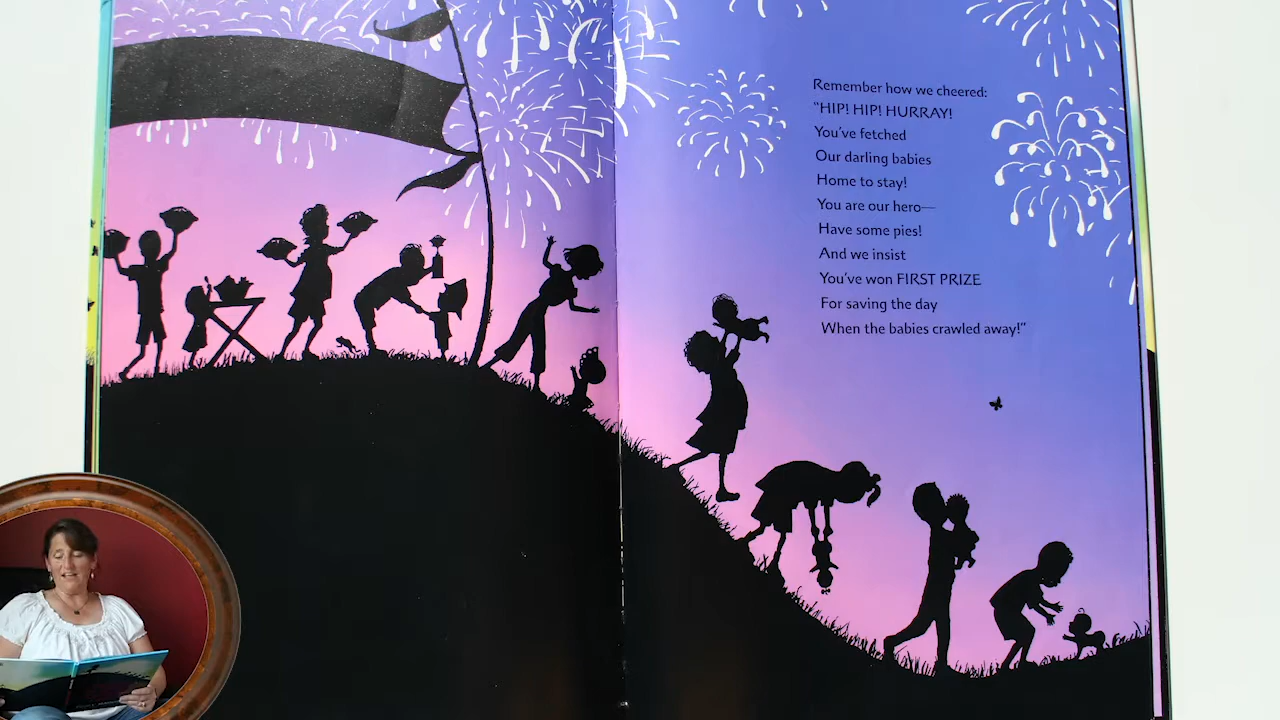 Remember how we cheered:
“HIP! HIP! HURRAY!
You’ve fetched
Our darling babies
Home to stay!
You are our hero—
Have some pies!
And we insist
You’ve won FIRST PRIZE
For saving the day
When the babies crawled away!”